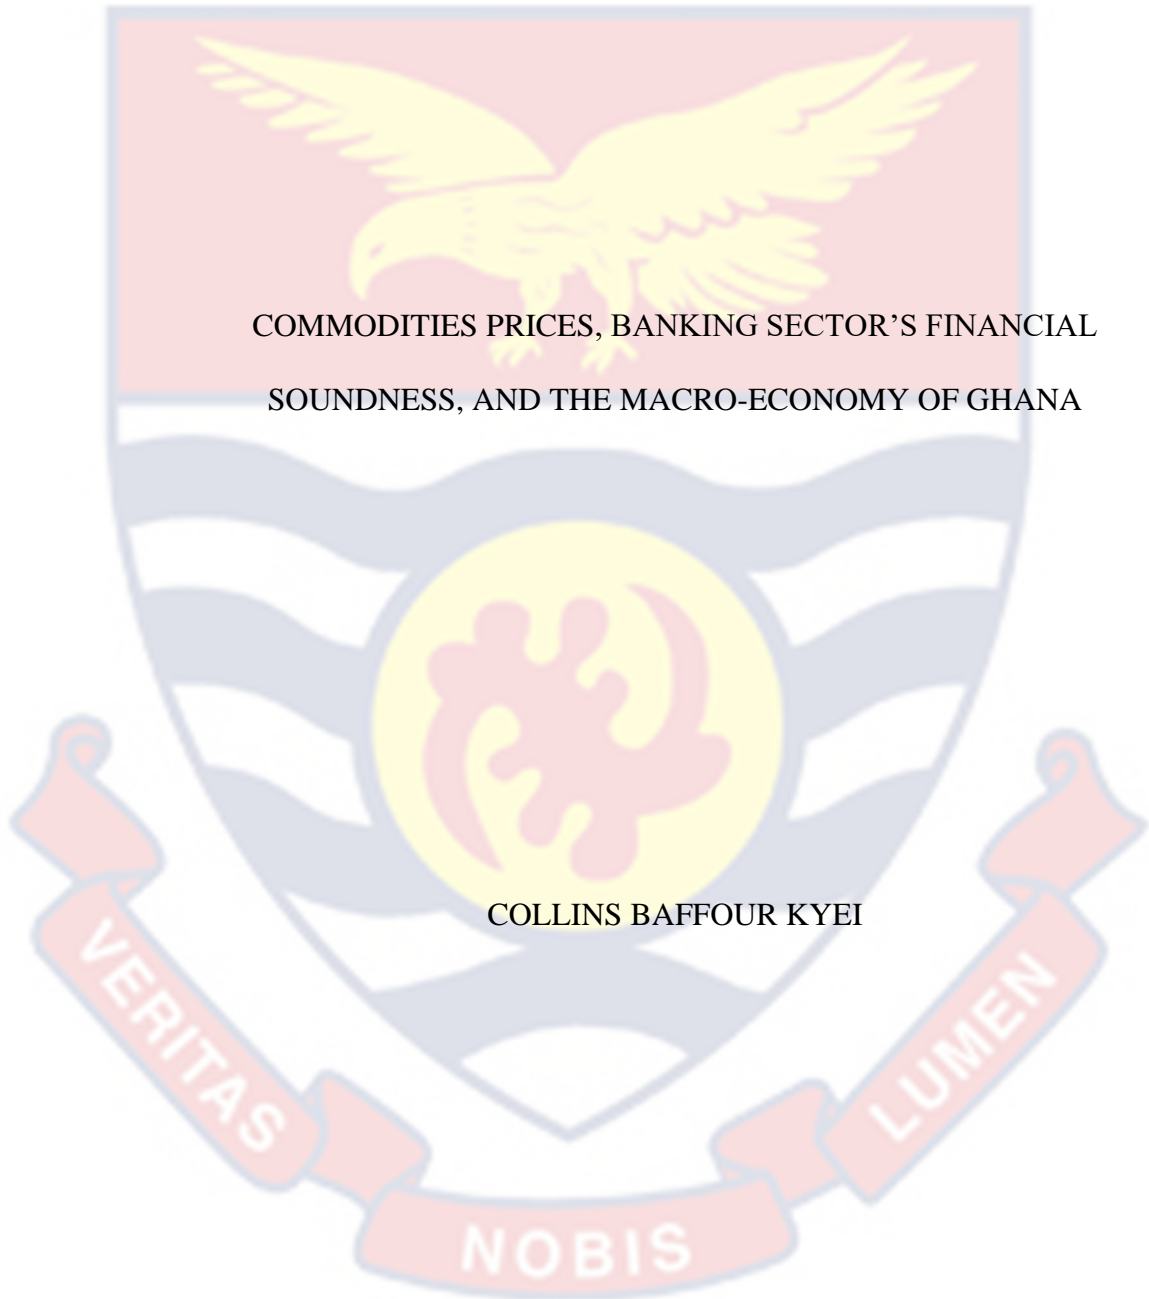 COMMODITIES PRICES, BANKING SECTOR’S FINANCIAL
SOUNDNESS, AND THE MACRO-ECONOMY OF GHANA
COLLINS BAFFOUR KYEI
VERITAS
NOBIS
LUMEN